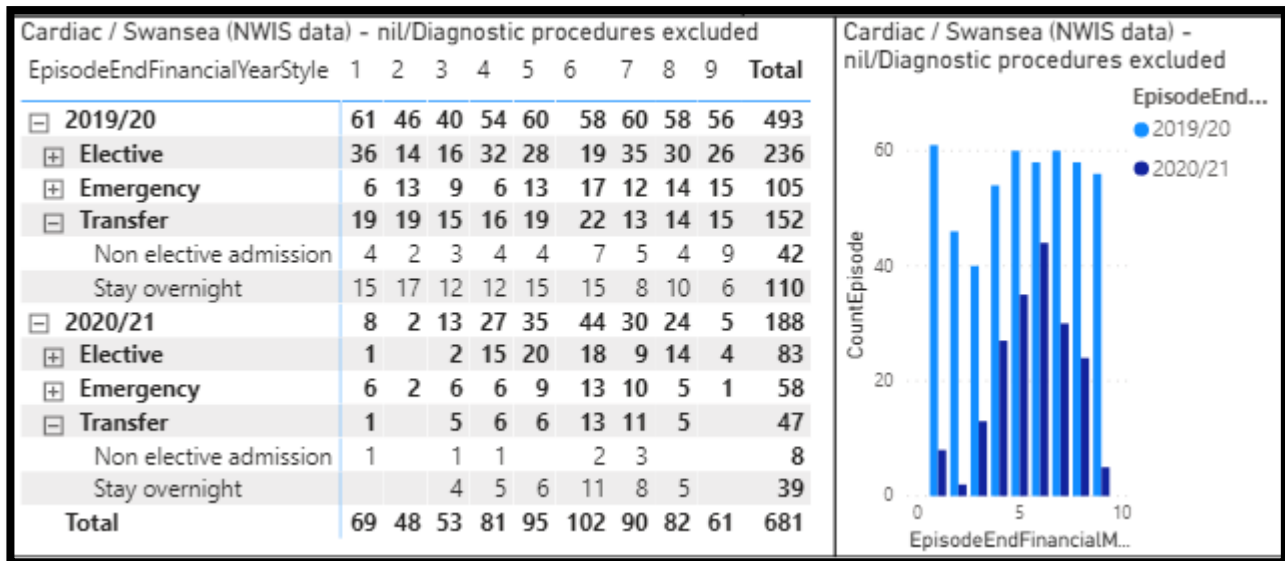 Cardiac / Swansea (NWIS data) - nil/Diagnostic procedures excluded
EpisodeEndFinancialYearStyle 1 2 3 4 5 6 7 8 9 Total
2019/20 61 46 40 54 60 58 60 58 56 493
Elective 36 14 16 32 28 19 35 30 26 236
Emergency 6 13 9 6 13 17 12 14 15 105
Transfer 19 19 15 16 19 22 13 14 15 152
Non elective admission 4 2 3 4 4 7 5 4 9 42
Stay overnight 15 17 12 12 15 15 8 10 6 110
2020/21 8 2 13 27 35 44 30 24 5 188
Elective 1 2 15 20 18 9 14 4 83
Emergency 6 2 6 6 9 13 10 5 1 58
Transfer 1 5 6 6 13 11 5 47
Non elective admission 1 1 1 2 3 8
Stay overnight 4 5 6 11 8 5 39
Total 69 48 53 81 95 102 90 82 61 681
Cardiac / Swansea (NWIS data) -
nil/Diagnostic procedures excluded
EpisodeEnd...
2019/20
2020/21
60
40
20
0
CountEpisode
0 5 10
EpisodeEndFinancialM...